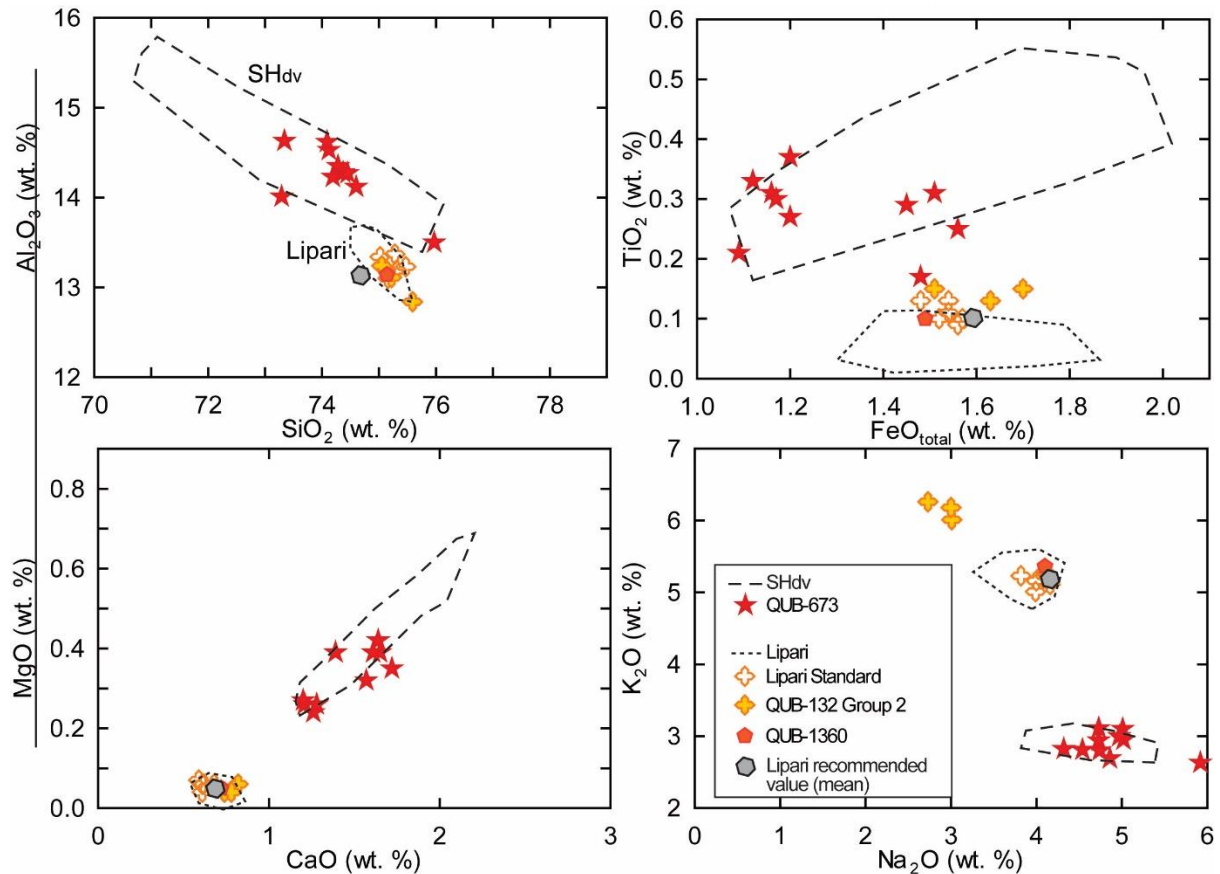 16
15
14
13
12
Al₂O₃ (wt. %)
SHdv
Lipari
70
72
74
76
78
SiO₂ (wt. %)
0.6
0.5
0.4
0.3
0.2
0.1
0.0
TiO₂ (wt. %)
1.0
1.2
1.4
1.6
1.8
2.0
FeOtotal (wt. %)
0.8
0.6
0.4
0.2
0.0
MgO (wt. %)
0
1
2
3
CaO (wt. %)
7
6
5
4
3
2
K₂O (wt. %)
SHdv
QUB-673
Lipari
Lipari Standard
QUB-132 Group 2
QUB-1360
Lipari recommended
value (mean)
0
1
2
3
4
5
6
Na₂O (wt. %)